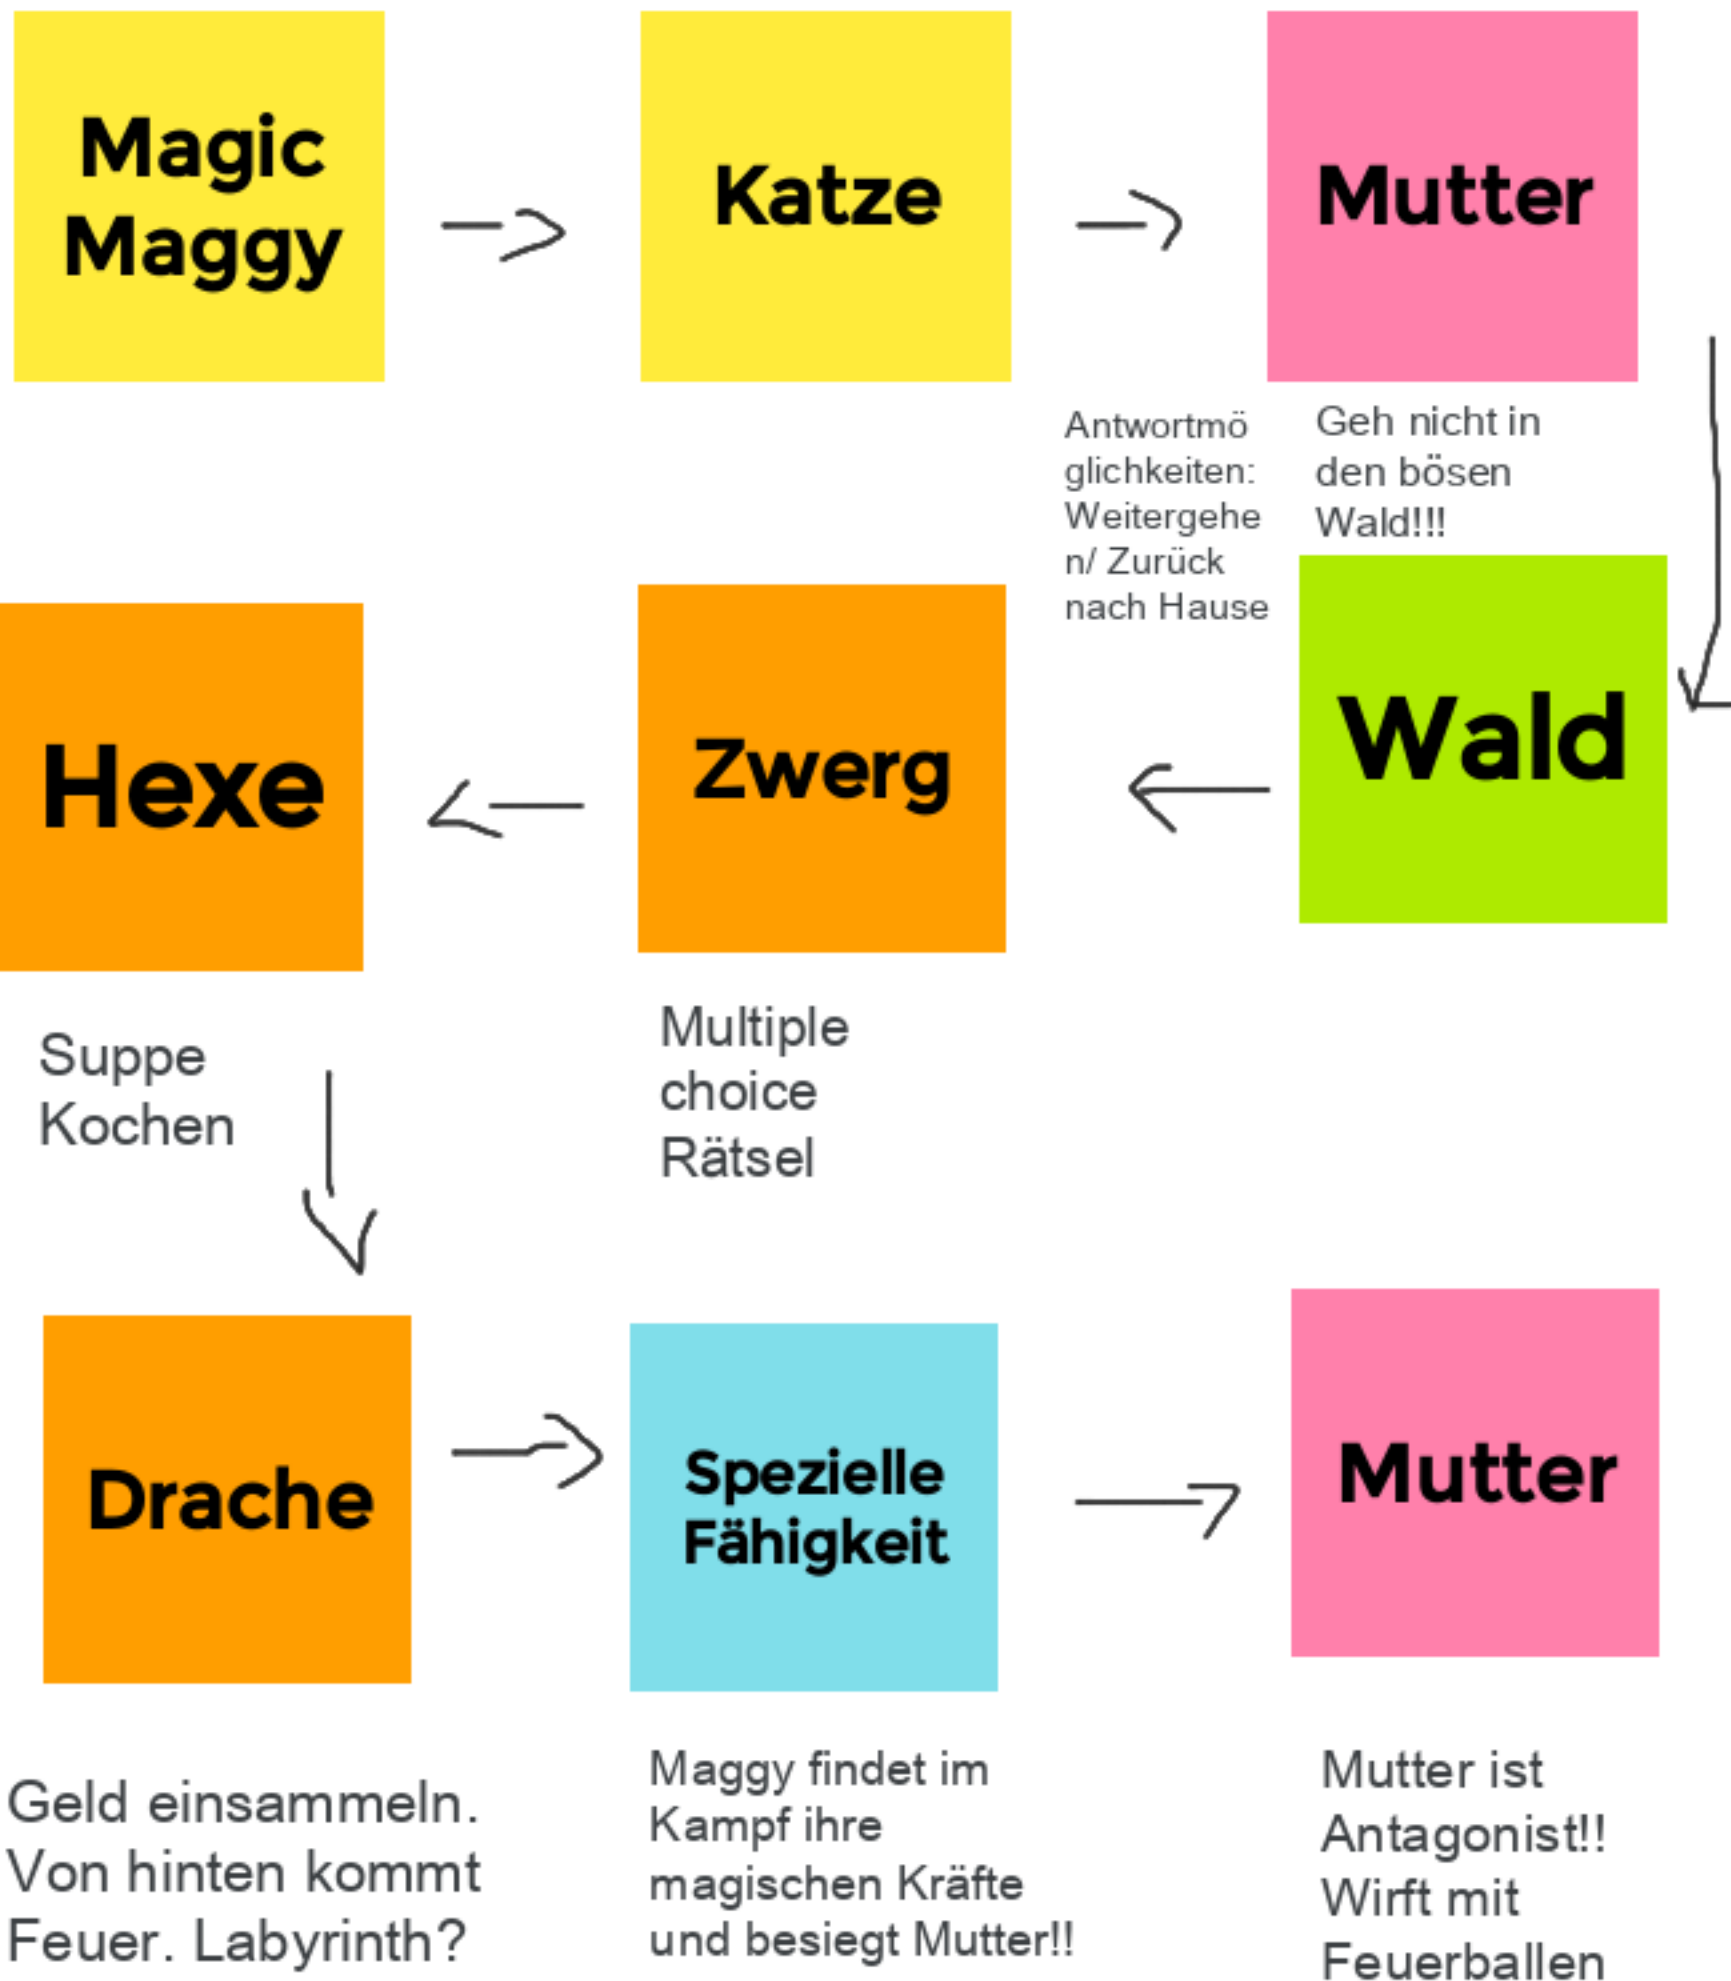 Magic
Maggy
Katze
Mutter
Geh nicht in
den bösen
Wald!!!
Antwortmö
glichkeiten:
Weitergehe
n/ Zurück
nach Hause
Wald
Zwerg
Multiple
choice
Rätsel
Hexe
Suppe
Kochen
Drache
Geld einsammeln.
Von hinten kommt
Feuer. Labyrinth?
Spezielle
Fähigkeit
Maggy findet im
Kampf ihre
magischen Kräfte
und besiegt Mutter!!
Mutter
Mutter ist
Antagonist!!
Wirft mit
Feuerballen